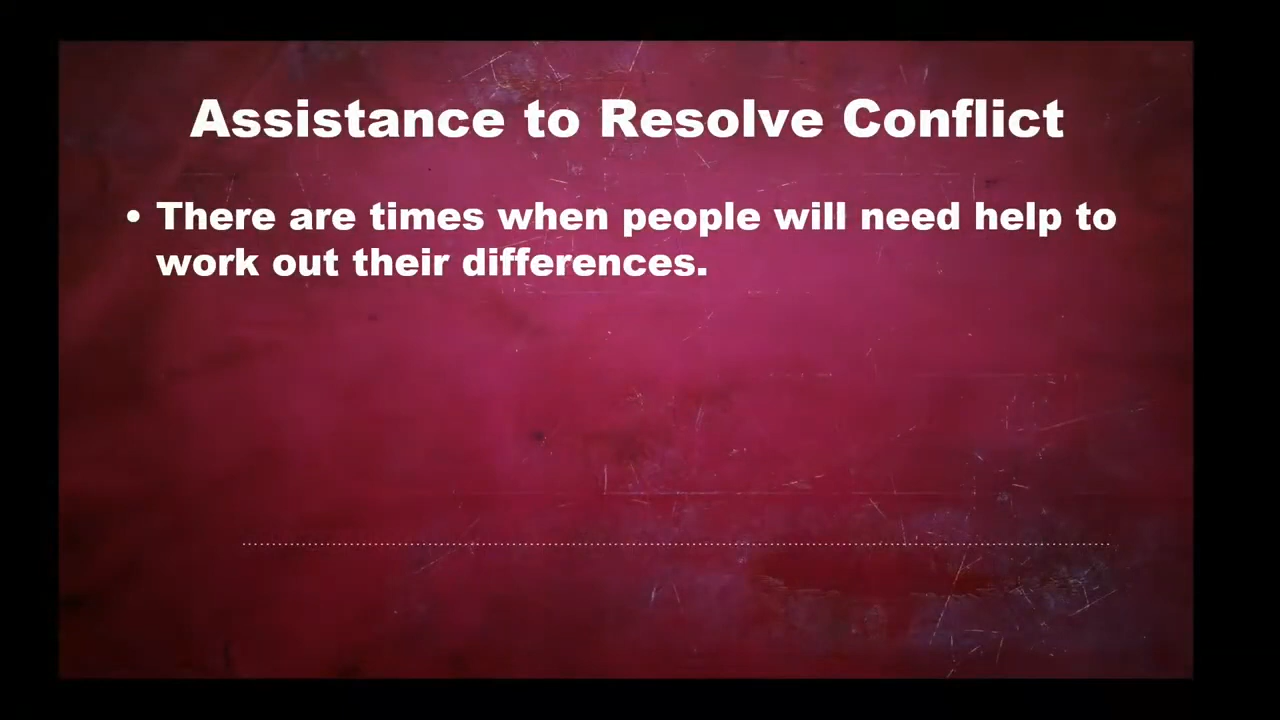 Assistance to Resolve Conflict
• There are times when people will need help to
work out their differences.